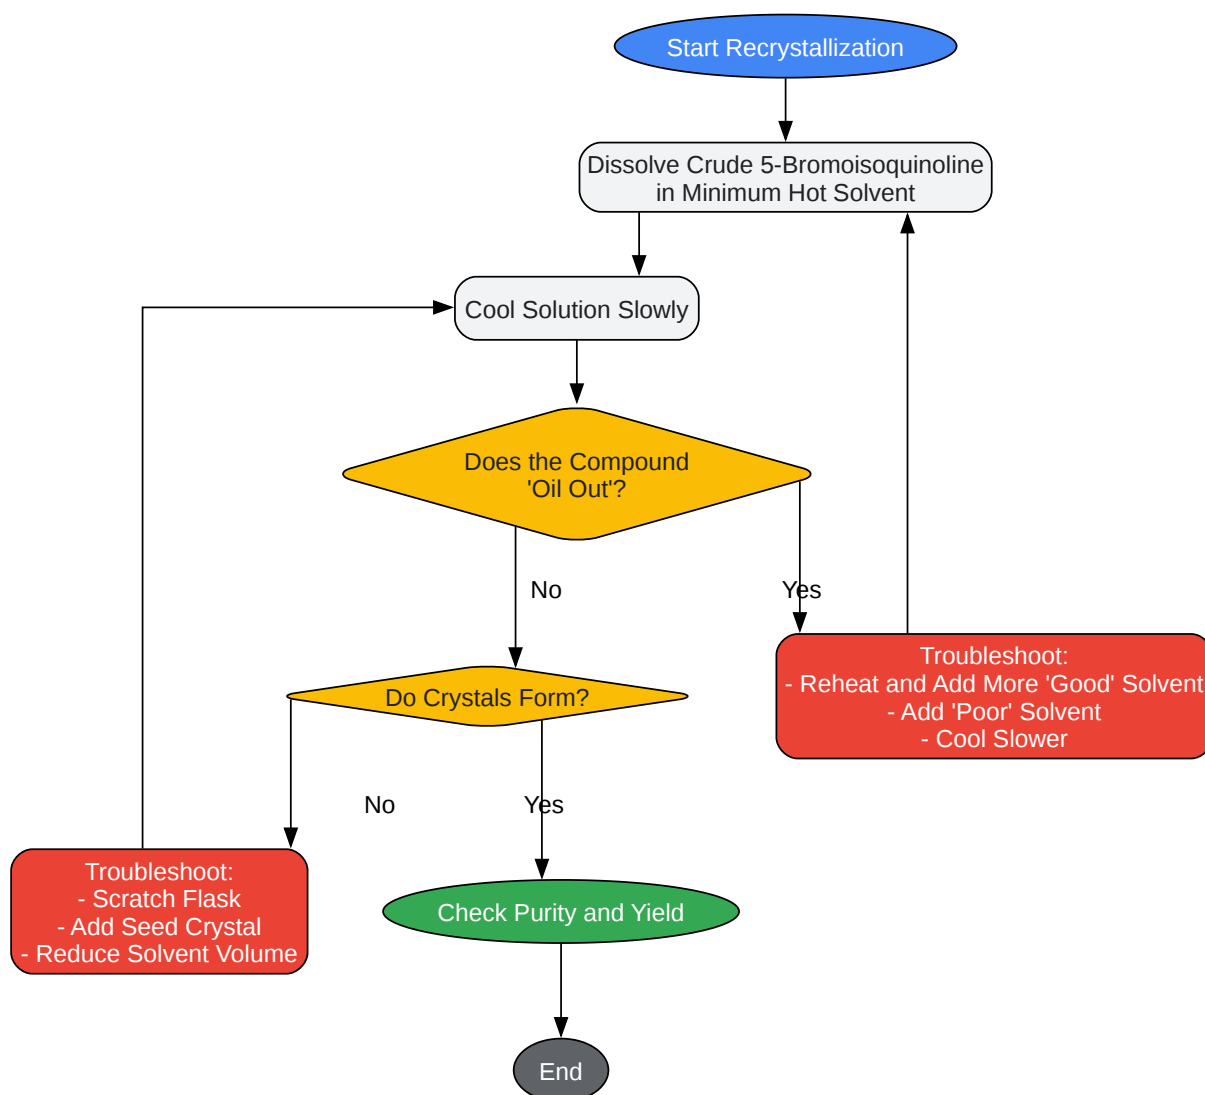 Start Recrystallization
Dissolve Crude 5-Bromoisoquinoline
in Minimum Hot Solvent
Cool Solution Slowly
Does the Compound
'Oil Out'?
No
Yes
Troubleshoot:
- Reheat and Add More 'Good' Solvent
- Add 'Poor' Solvent
- Cool Slower
Do Crystals Form?
No
Yes
Troubleshoot:
- Scratch Flask
- Add Seed Crystal
- Reduce Solvent Volume
Check Purity and Yield
End